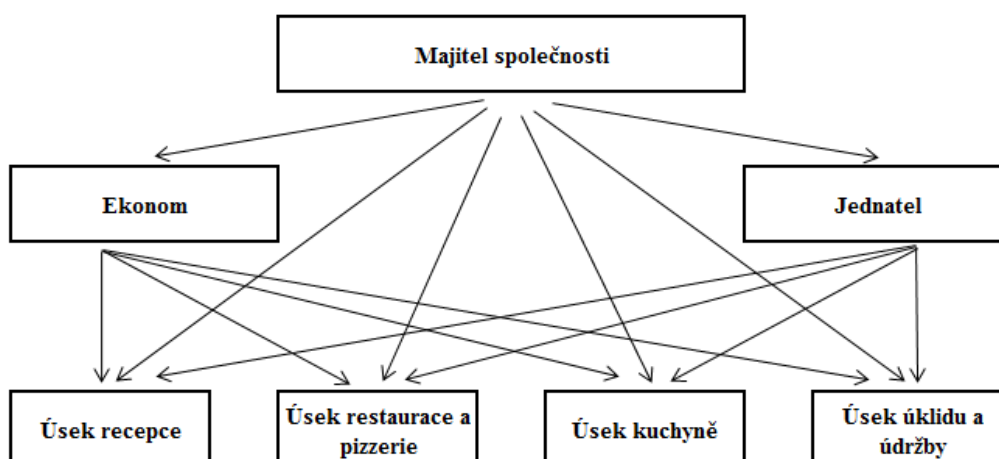 Majitel společnosti
Ekonom
Jednatel
Úsek recepce
Úsek restaurace a
pizzerie
Úsek kuchyně
Úsek úklidu a
údržby